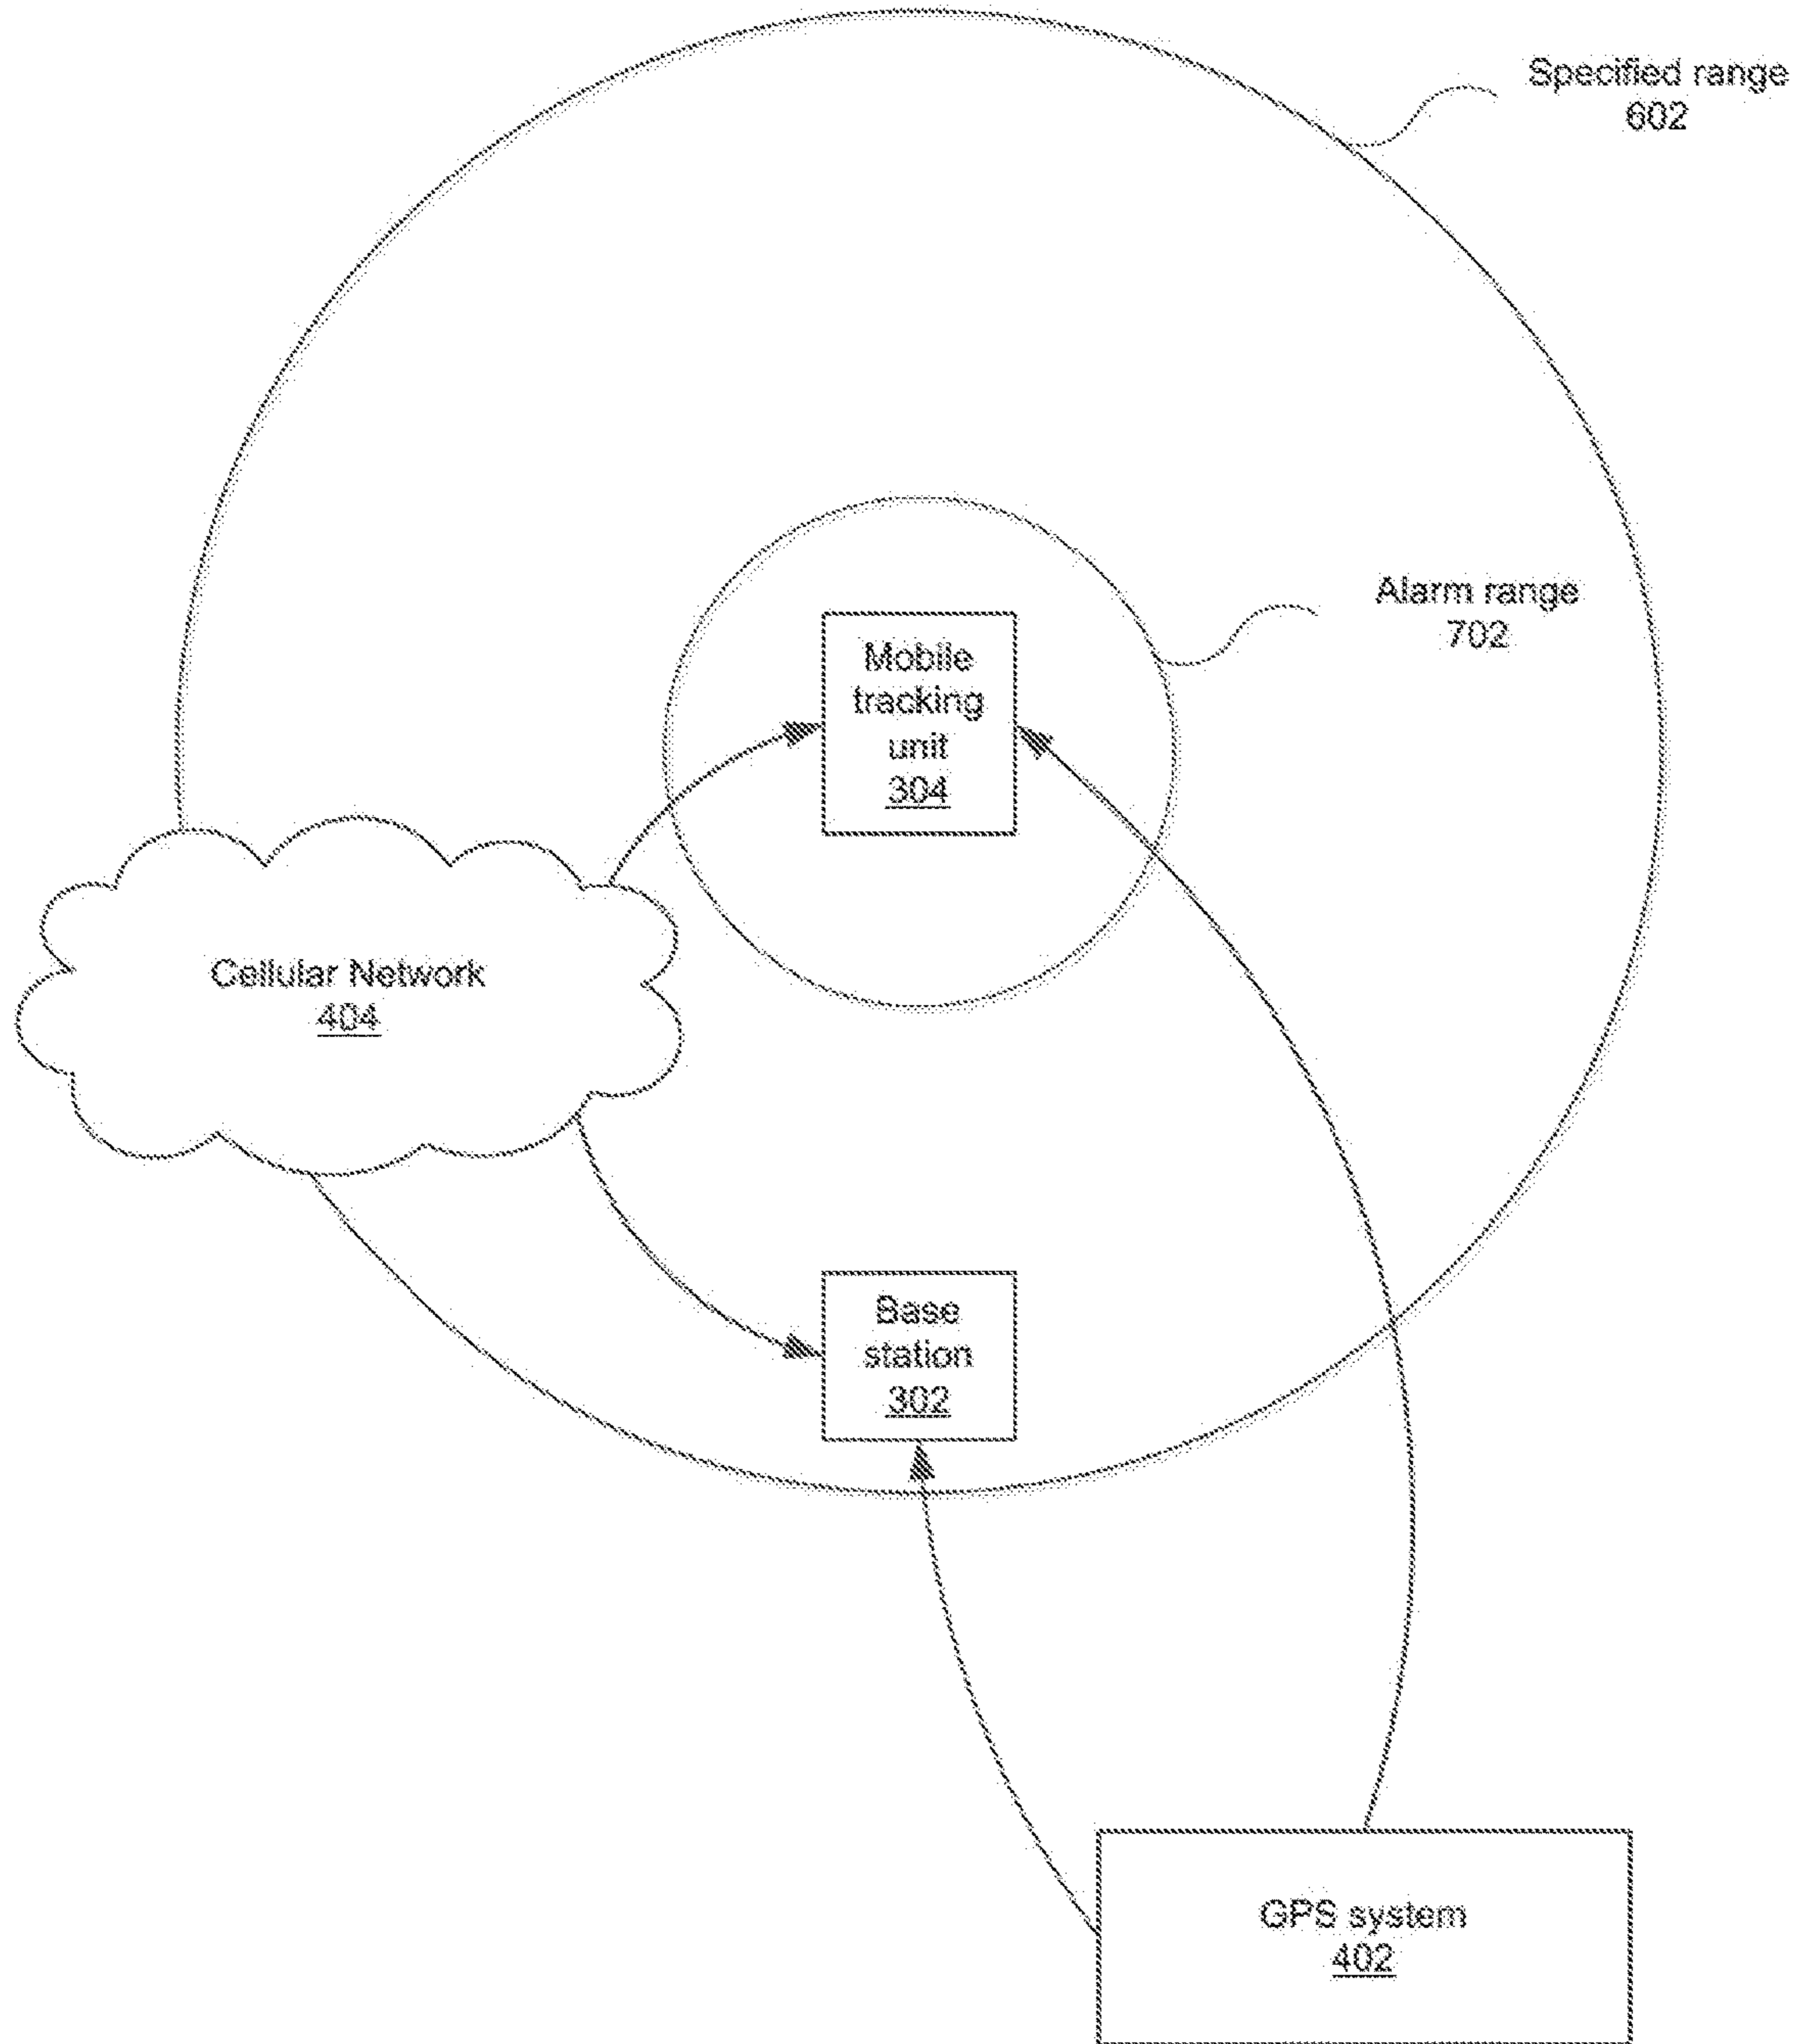 Specified range
602
Alarm range
702
Mobile
tracking
unit
304
Cellular Network
404
Base
station
302
GPS system
402